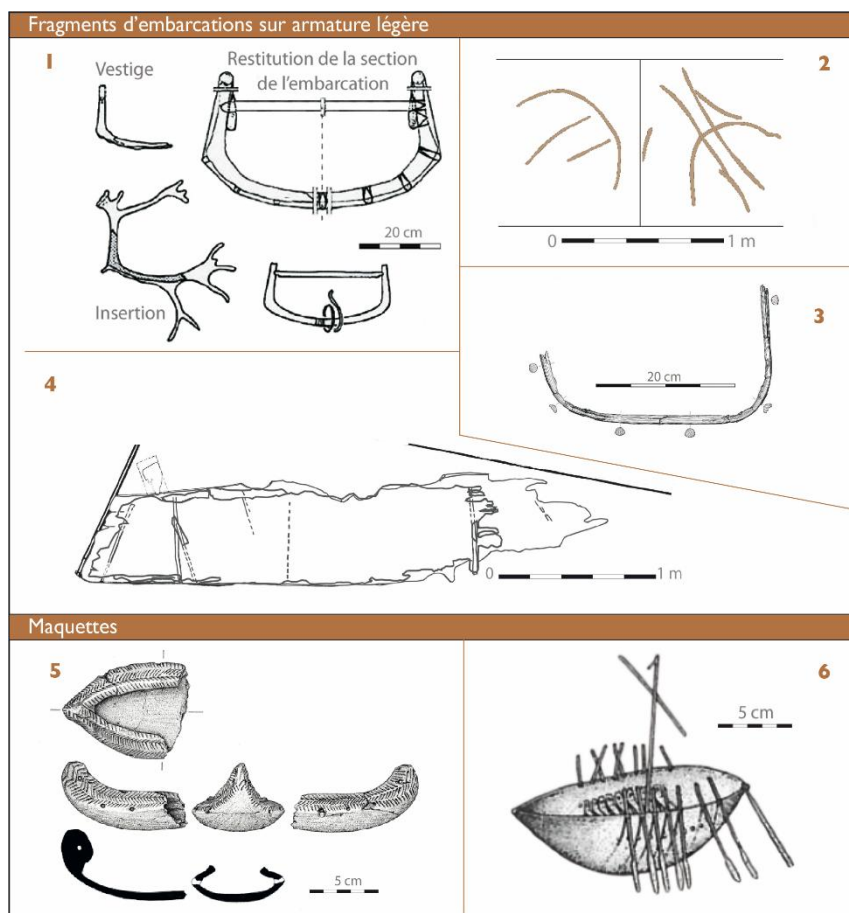 Fragments d’embarcations sur armature légère
1
Vestige
Restitution de la section
de l’embarcation
20 cm
Insertion
2
0 1 m
3
20 cm
4
0 1 m
Maquettes
5
5 cm
6
5 cm